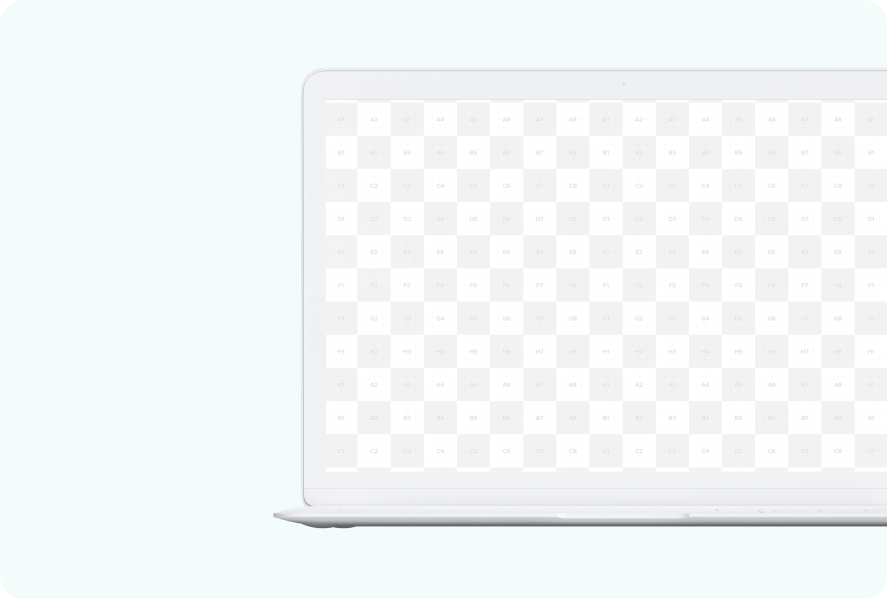 A1 A2 A3 A4 A5 A6 A7 A8 A1 A2 A3 A4 A5 A6 A7 A8 A1
B1 B2 B3 B4 B5 B6 B7 B8 B1 B2 B3 B4 B5 B6 B7 B8 B1
C1 C2 C3 C4 C5 C6 C7 C8 C1 C2 C3 C4 C5 C6 C7 C8 C1
D1 D2 D3 D4 D5 D6 D7 D8 D1 D2 D3 D4 D5 D6 D7 D8 D1
E1 E2 E3 E4 E5 E6 E7 E8 E1 E2 E3 E4 E5 E6 E7 E8 E1
F1 F2 F3 F4 F5 F6 F7 F8 F1 F2 F3 F4 F5 F6 F7 F8 F1
G1 G2 G3 G4 G5 G6 G7 G8 G1 G2 G3 G4 G5 G6 G7 G8 G1
H1 H2 H3 H4 H5 H6 H7 H8 H1 H2 H3 H4 H5 H6 H7 H8 H1
A1 A2 A3 A4 A5 A6 A7 A8 A1 A2 A3 A4 A5 A6 A7 A8 A1
B1 B2 B3 B4 B5 B6 B7 B8 B1 B2 B3 B4 B5 B6 B7 B8 B1
C1 C2 C3 C4 C5 C6 C7 C8 C1 C2 C3 C4 C5 C6 C7 C8 C1